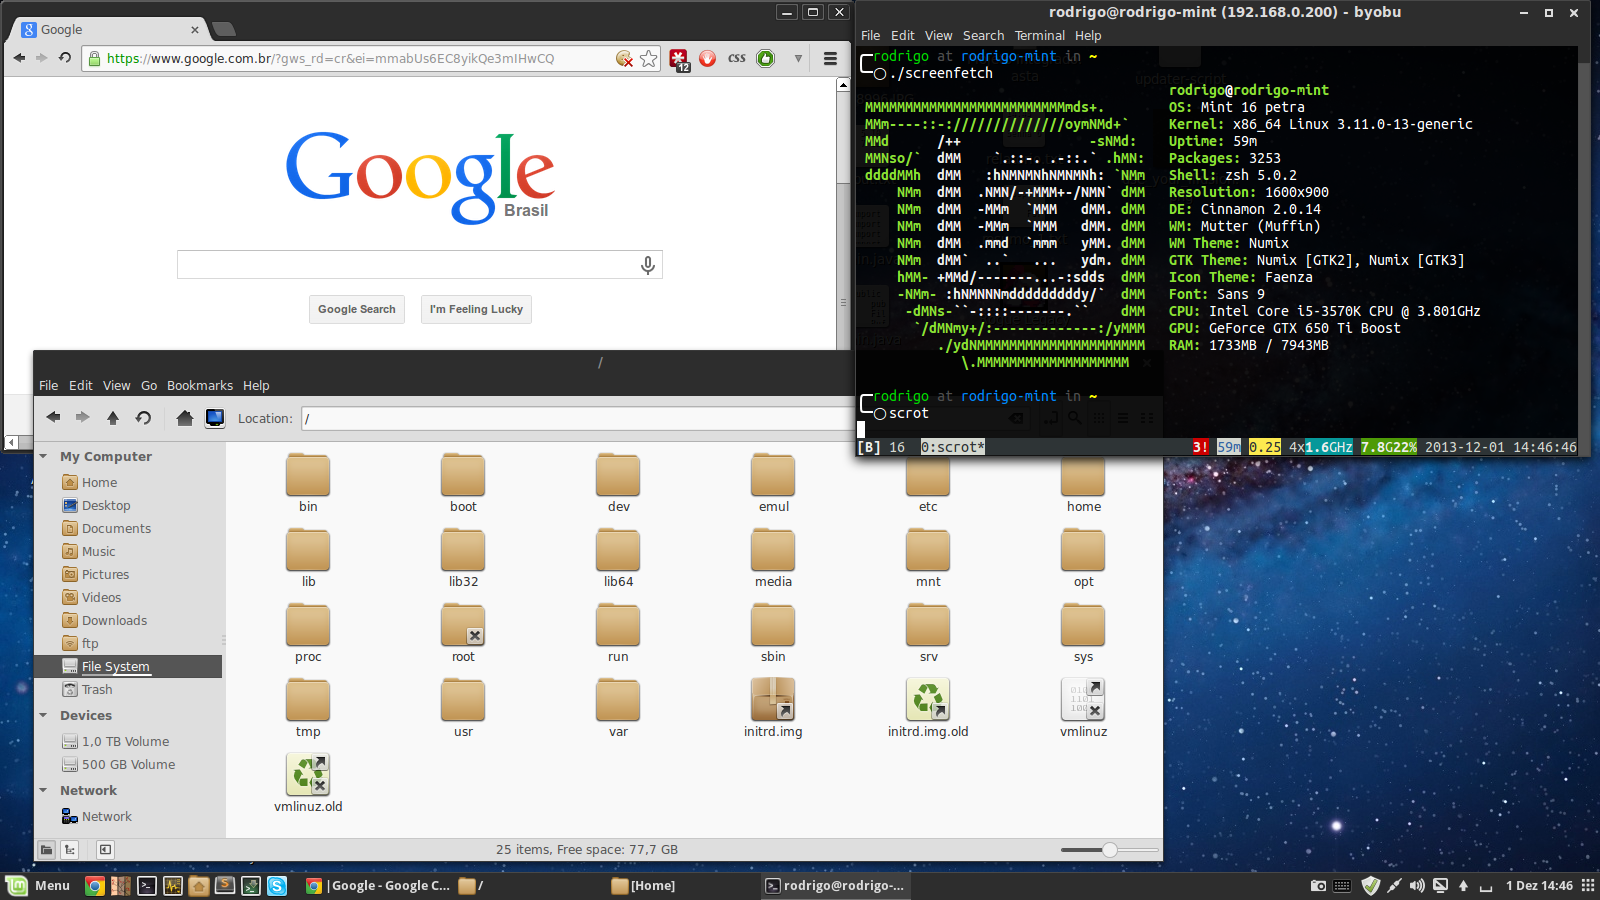 Google
https://www.google.com.br/?gws_rd=cr&ei=mmabUs6EC8yikQe3mIHwCQ
12
css
Google
Brasil
Google Search
I'm Feeling Lucky
rodrigo@rodrigo-mint (192.168.0.200) - byobu
File Edit View Search Terminal Help
rodrigo at rodrigo-mint in ~
./screenfetch
rodrigo@rodrigo-mint
OS: Mint 16 petra
Kernel: x86_64 Linux 3.11.0-13-generic
Uptime: 59m
Packages: 3253
Shell: zsh 5.0.2
Resolution: 1600x900
DE: Cinnamon 2.0.14
WM: Mutter (Muffin)
WM Theme: Numix
GTK Theme: Numix [GTK2], Numix [GTK3]
Icon Theme: Faenza
Font: Sans 9
CPU: Intel Core i5-3570K CPU @ 3.801GHz
GPU: GeForce GTX 650 Ti Boost
RAM: 1733MB / 7943MB
rodrigo at rodrigo-mint in ~
scrot
[B] 16 0:scrot* 3! 59m 0.25 4x1.6GHz 7.8G22% 2013-12-01 14:46:46
/
File Edit View Go Bookmarks Help
Location: /
My Computer
Home
Desktop
Documents
Music
Pictures
Videos
Downloads
ftp
File System
Trash
Devices
1,0 TB Volume
500 GB Volume
Network
Network
bin boot dev emul etc home
lib lib32 lib64 media mnt opt
proc root run sbin srv sys
tmp usr var initrd.img initrd.img.old vmlinuz
vmlinuz.old
25 items, Free space: 77,7 GB
Menu
Google - Google C...
/
[Home]
rodrigo@rodrigo-...
1 Dez 14:46